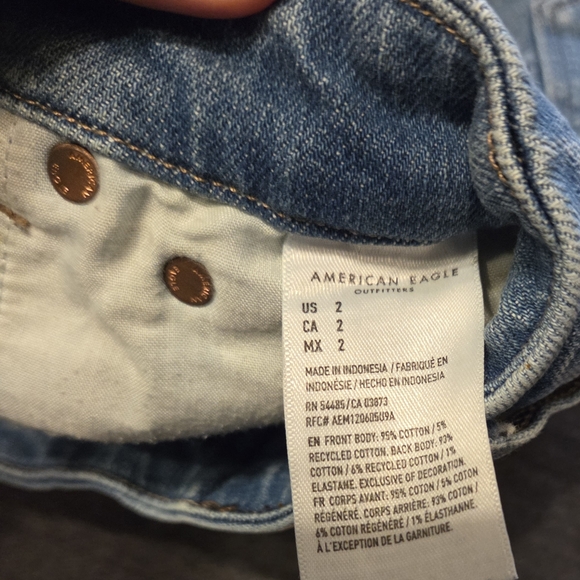 AMERICAN
EAGLE
AMERICAN
AMERICAN EAGLE
OUTFITTERS
US 2
CA 2
MX 2
MADE IN INDONESIA / FABRIQUÉ EN
INDONÉSIE / HECHO EN INDONESIA
RN 54485/CA 03873
RFC# AEM120605U9A
EN FRONT BODY: 95% COTTON / 5%
RECYCLED COTTON. BACK BODY: 93%
COTTON / 6% RECYCLED COTTON / 1%
ELASTANE. EXCLUSIVE OF DECORATION.
FR CORPS AVANT: 95% COTON / 5% COTON
RÉGÉNÉRÉ. CORPS ARRIÈRE: 93% COTON /
6% COTON RÉGÉNÉRÉ / 1% ÉLASTHANNE.
À L'EXCEPTION DE LA GARNITURE.